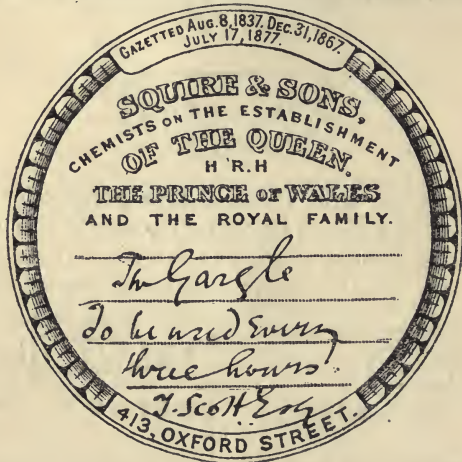 GAZETTED AUG. 8, 1837. DEC. 31, 1867.
JULY 17, 1877.
SQUIRE & SONS,
CHEMISTS ON THE ESTABLISHMENT
OF THE QUEEN.
H.R.H
THE PRINCE OF WALES
AND THE ROYAL FAMILY.
The Gargle
To be used every
three hours
T. Scott Esq
413, OXFORD STREET.